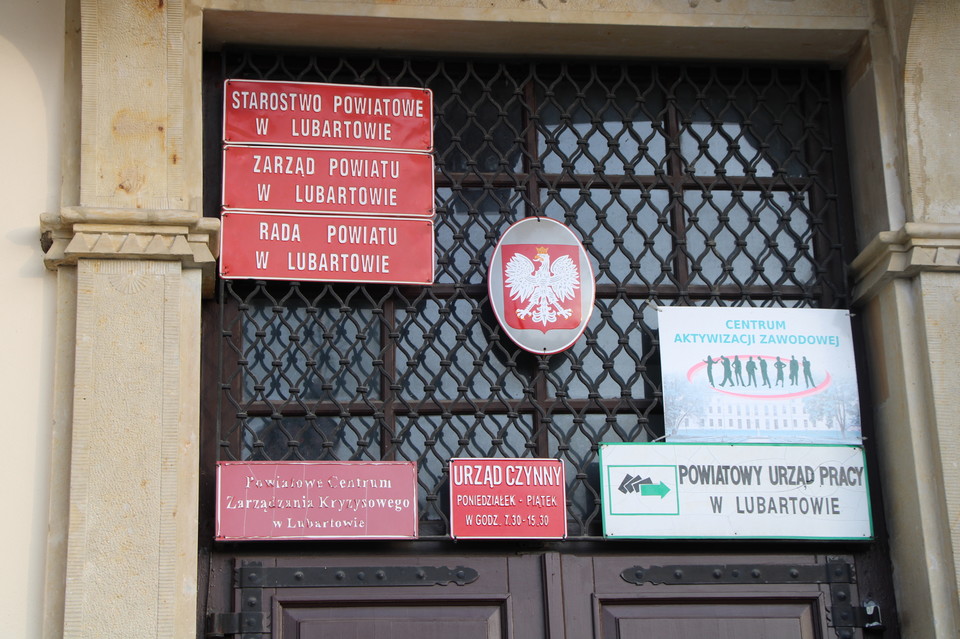 STAROSTWO POWIATOWE
W LUBARTOWIE
ZARZĄD POWIATU
W LUBARTOWIE
RADA POWIATU
W LUBARTOWIE
CENTRUM
AKTYWIZACJI ZAWODOWEJ
Powiatowe Centrum
Zarządzania Kryzysowego
w Lubartowie
URZĄD CZYNNY
PONIEDZIAŁEK - PIĄTEK
W GODZ. 7.30-15.30
POWIATOWY URZĄD PRACY
W LUBARTOWIE